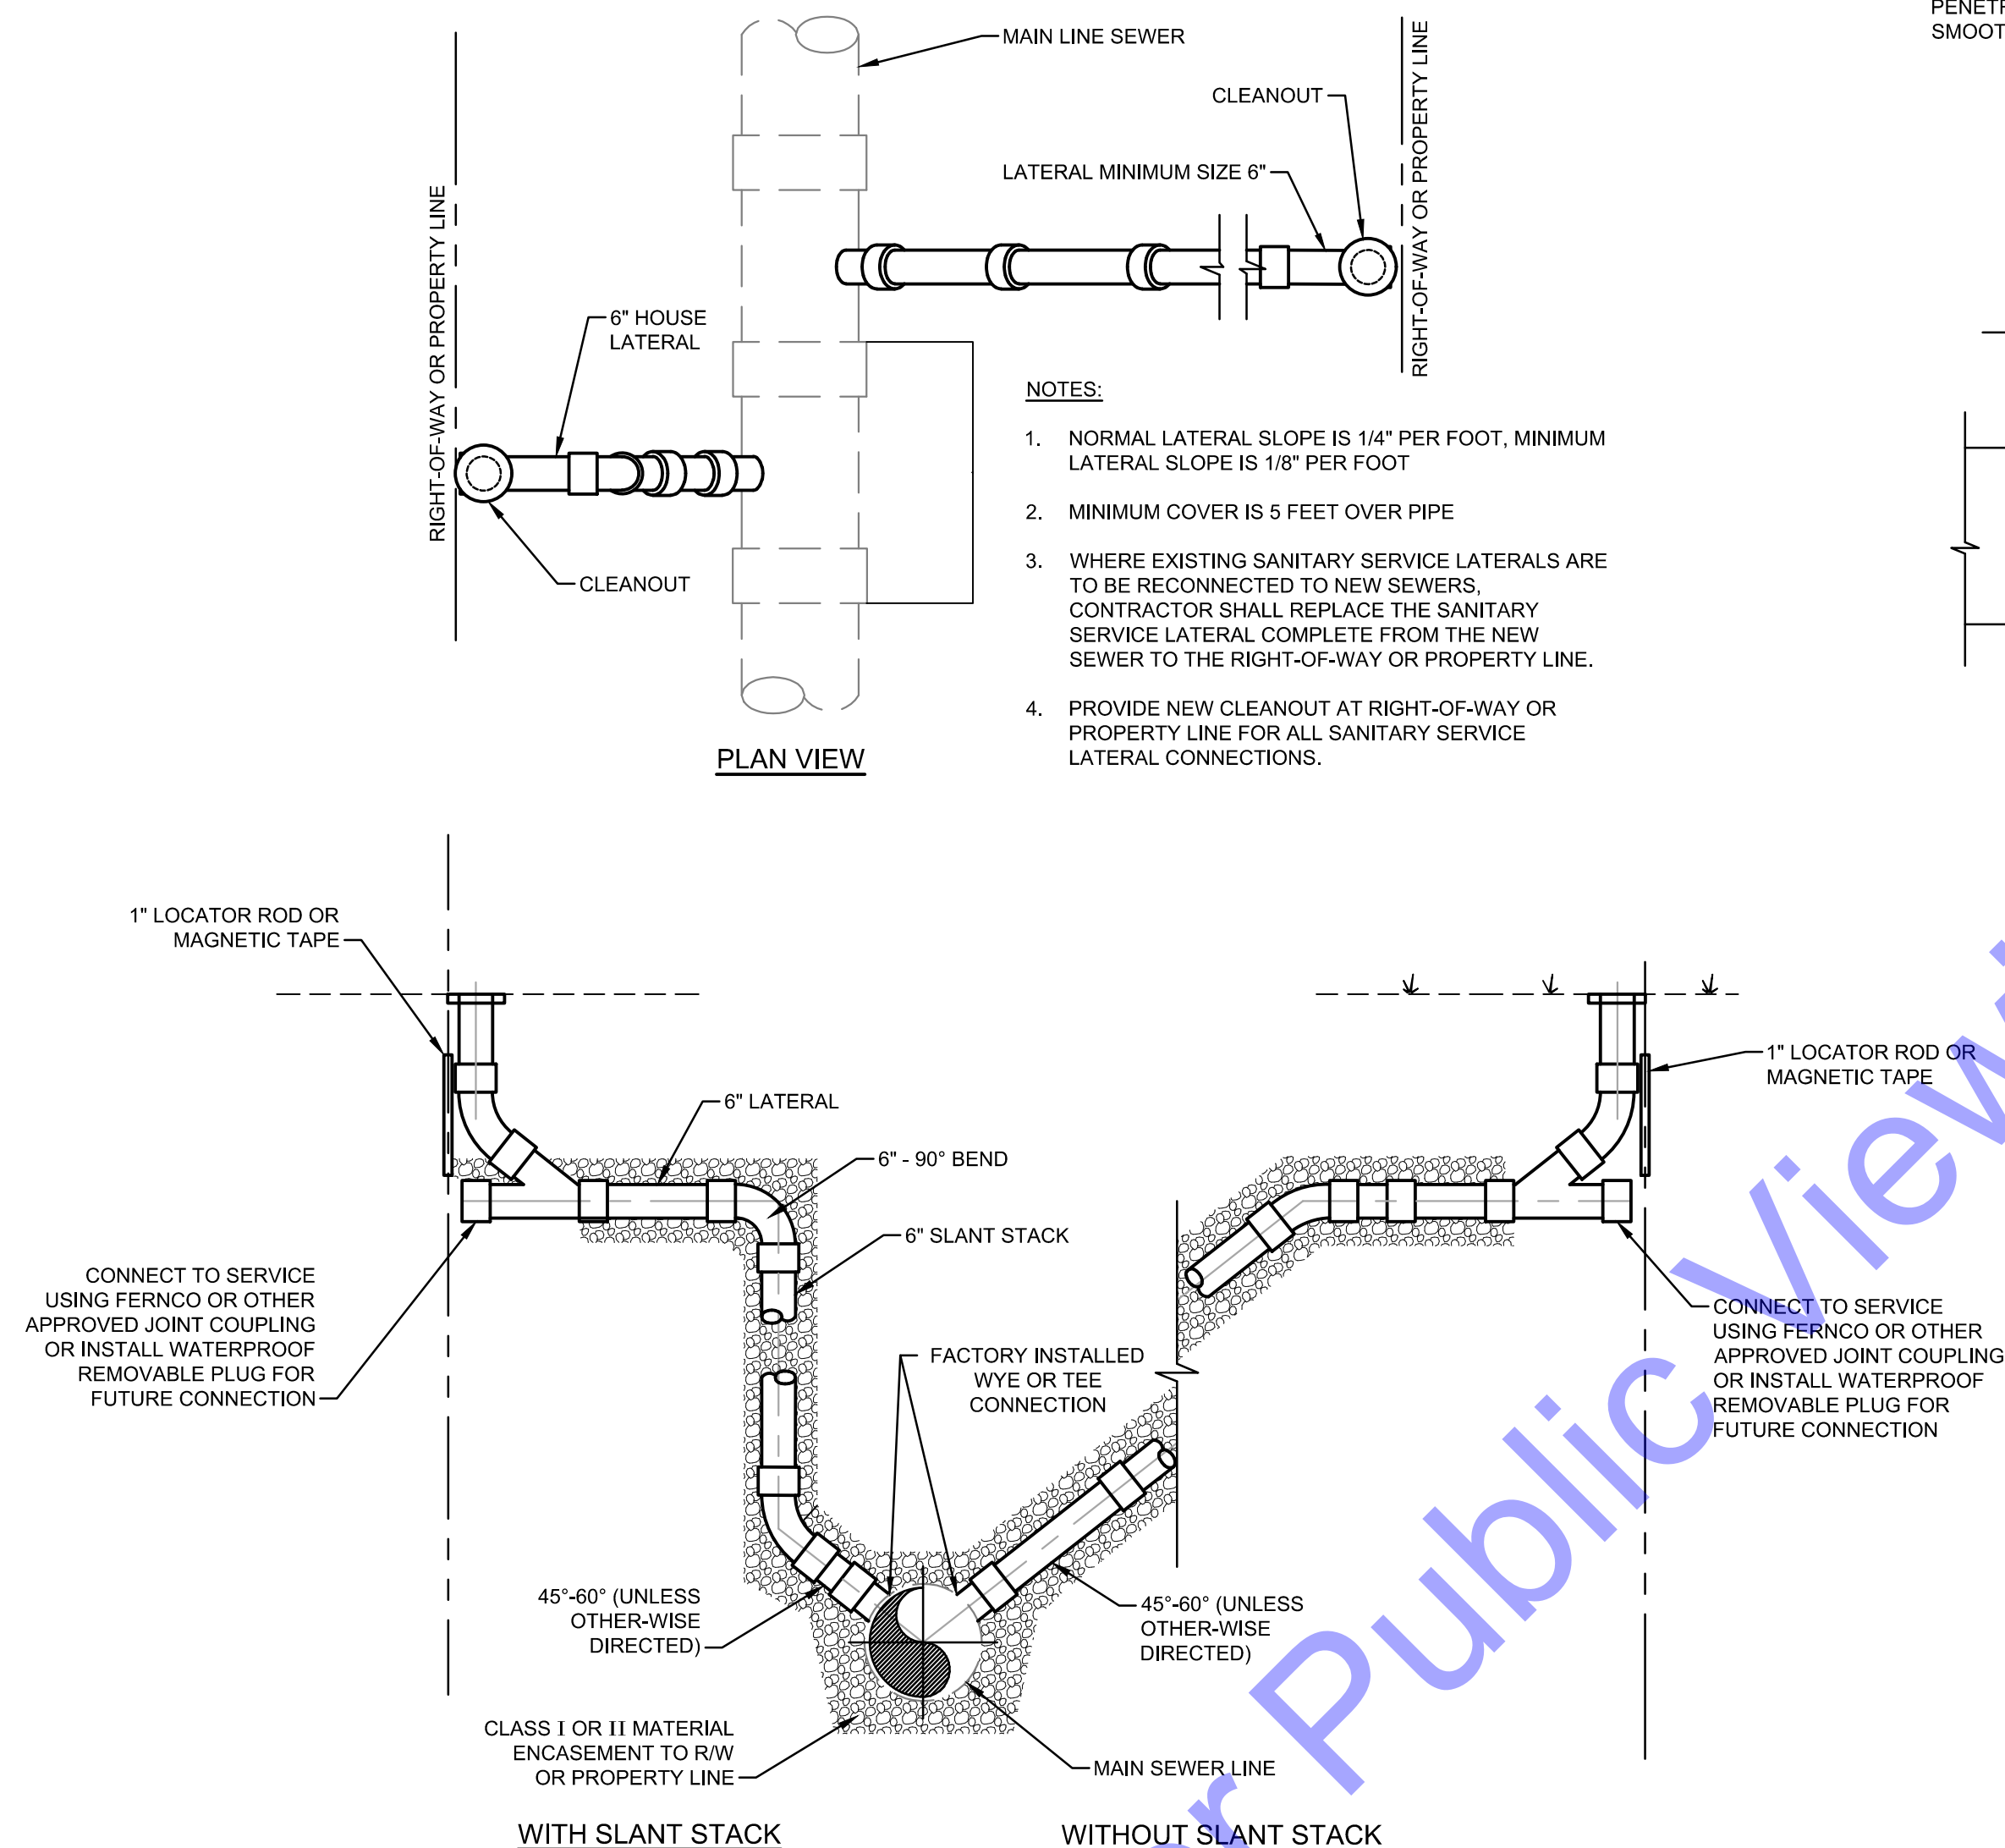 PENETR
SMOOT
MAIN LINE SEWER
CLEANOUT
LATERAL MINIMUM SIZE 6"
RIGHT-OF-WAY OR PROPERTY LINE
RIGHT-OF-WAY OR PROPERTY LINE
6" HOUSE
LATERAL
CLEANOUT
NOTES:
1. NORMAL LATERAL SLOPE IS 1/4" PER FOOT, MINIMUM
LATERAL SLOPE IS 1/8" PER FOOT
2. MINIMUM COVER IS 5 FEET OVER PIPE
3. WHERE EXISTING SANITARY SERVICE LATERALS ARE
TO BE RECONNECTED TO NEW SEWERS,
CONTRACTOR SHALL REPLACE THE SANITARY
SERVICE LATERAL COMPLETE FROM THE NEW
SEWER TO THE RIGHT-OF-WAY OR PROPERTY LINE.
4. PROVIDE NEW CLEANOUT AT RIGHT-OF-WAY OR
PROPERTY LINE FOR ALL SANITARY SERVICE
LATERAL CONNECTIONS.
PLAN VIEW
1" LOCATOR ROD OR
MAGNETIC TAPE
6" LATERAL
6" - 90° BEND
6" SLANT STACK
CONNECT TO SERVICE
USING FERNCO OR OTHER
APPROVED JOINT COUPLING
OR INSTALL WATERPROOF
REMOVABLE PLUG FOR
FUTURE CONNECTION
FACTORY INSTALLED
WYE OR TEE
CONNECTION
1" LOCATOR ROD OR
MAGNETIC TAPE
CONNECT TO SERVICE
USING FERNCO OR OTHER
APPROVED JOINT COUPLING
OR INSTALL WATERPROOF
REMOVABLE PLUG FOR
FUTURE CONNECTION
45°-60° (UNLESS
OTHER-WISE
DIRECTED)
45°-60° (UNLESS
OTHER-WISE
DIRECTED)
CLASS I OR II MATERIAL
ENCASEMENT TO R/W
OR PROPERTY LINE
MAIN SEWER LINE
WITH SLANT STACK
WITHOUT SLANT STACK
r Public View